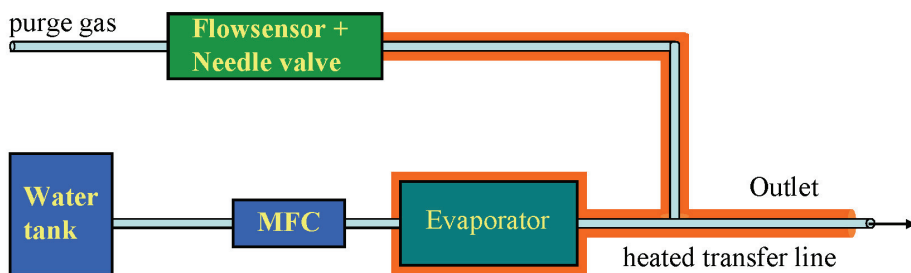 purge gas
Flowsensor +
Needle valve
Water
tank
MFC
Evaporator
Outlet
heated transfer line